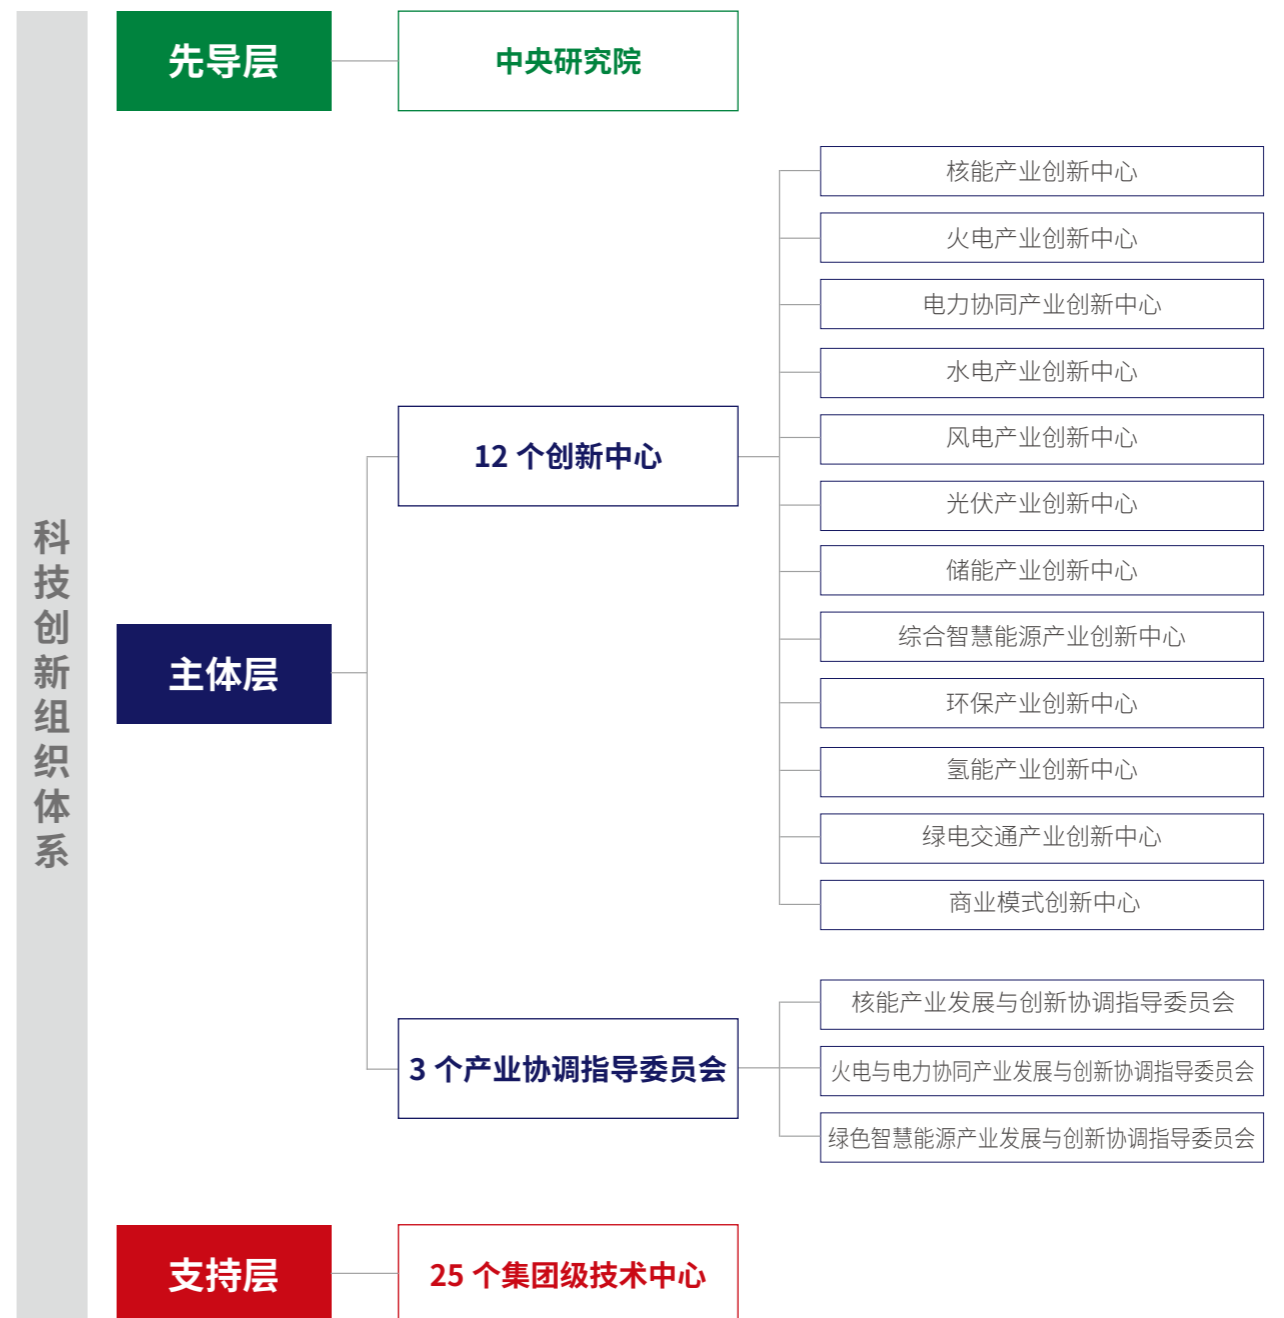 科技创新组织体系
先导层
中央研究院
主体层
12 个创新中心
核能产业创新中心
火电产业创新中心
电力协同产业创新中心
水电产业创新中心
风电产业创新中心
光伏产业创新中心
储能产业创新中心
综合智慧能源产业创新中心
环保产业创新中心
氢能产业创新中心
绿电交通产业创新中心
商业模式创新中心
3 个产业协调指导委员会
核能产业发展与创新协调指导委员会
火电与电力协同产业发展与创新协调指导委员会
绿色智慧能源产业发展与创新协调指导委员会
支持层
25 个集团级技术中心